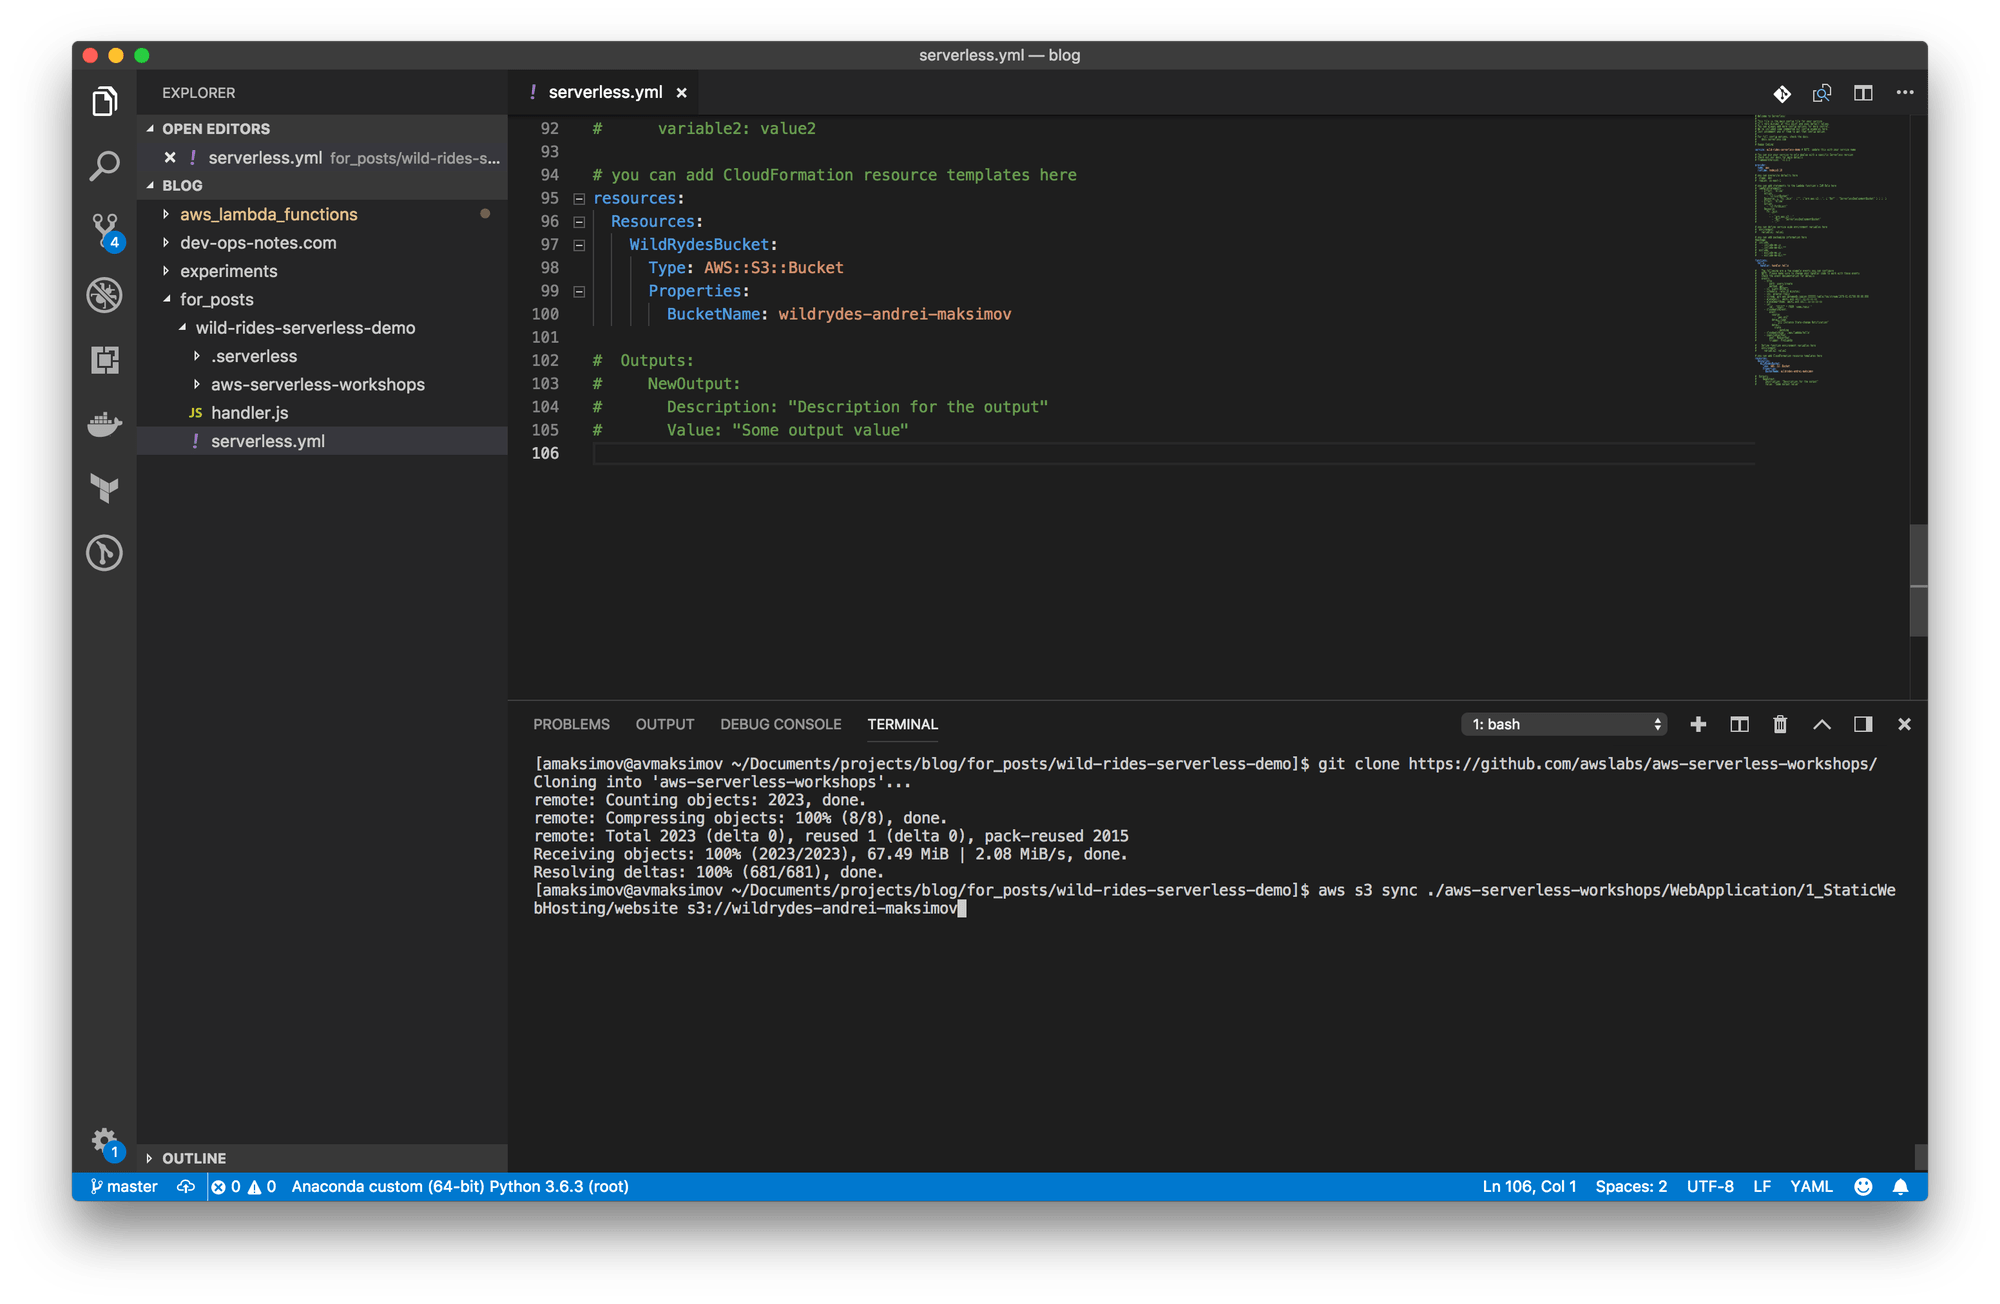 serverless.yml — blog
EXPLORER
OPEN EDITORS
! serverless.yml for_posts/wild-rides-s...
BLOG
aws_lambda_functions
dev-ops-notes.com
experiments
for_posts
wild-rides-serverless-demo
.serverless
aws-serverless-workshops
JS handler.js
! serverless.yml
OUTLINE
4
1
! serverless.yml
92 #      variable2: value2
93
94 # you can add CloudFormation resource templates here
95 resources:
96   Resources:
97     WildRydesBucket:
98       Type: AWS::S3::Bucket
99       Properties:
100         BucketName: wildrydes-andrei-maksimov
101
102 #  Outputs:
103 #     NewOutput:
104 #       Description: "Description for the output"
105 #       Value: "Some output value"
106
PROBLEMS OUTPUT DEBUG CONSOLE TERMINAL 1: bash
[amaksimov@avmaksimov ~/Documents/projects/blog/for_posts/wild-rides-serverless-demo]$ git clone https://github.com/awslabs/aws-serverless-workshops/
Cloning into 'aws-serverless-workshops'...
remote: Counting objects: 2023, done.
remote: Compressing objects: 100% (8/8), done.
remote: Total 2023 (delta 0), reused 1 (delta 0), pack-reused 2015
Receiving objects: 100% (2023/2023), 67.49 MiB | 2.08 MiB/s, done.
Resolving deltas: 100% (681/681), done.
[amaksimov@avmaksimov ~/Documents/projects/blog/for_posts/wild-rides-serverless-demo]$ aws s3 sync ./aws-serverless-workshops/WebApplication/1_StaticWe
bHosting/website s3://wildrydes-andrei-maksimov
master 0 0 Anaconda custom (64-bit) Python 3.6.3 (root) Ln 106, Col 1 Spaces: 2 UTF-8 LF YAML